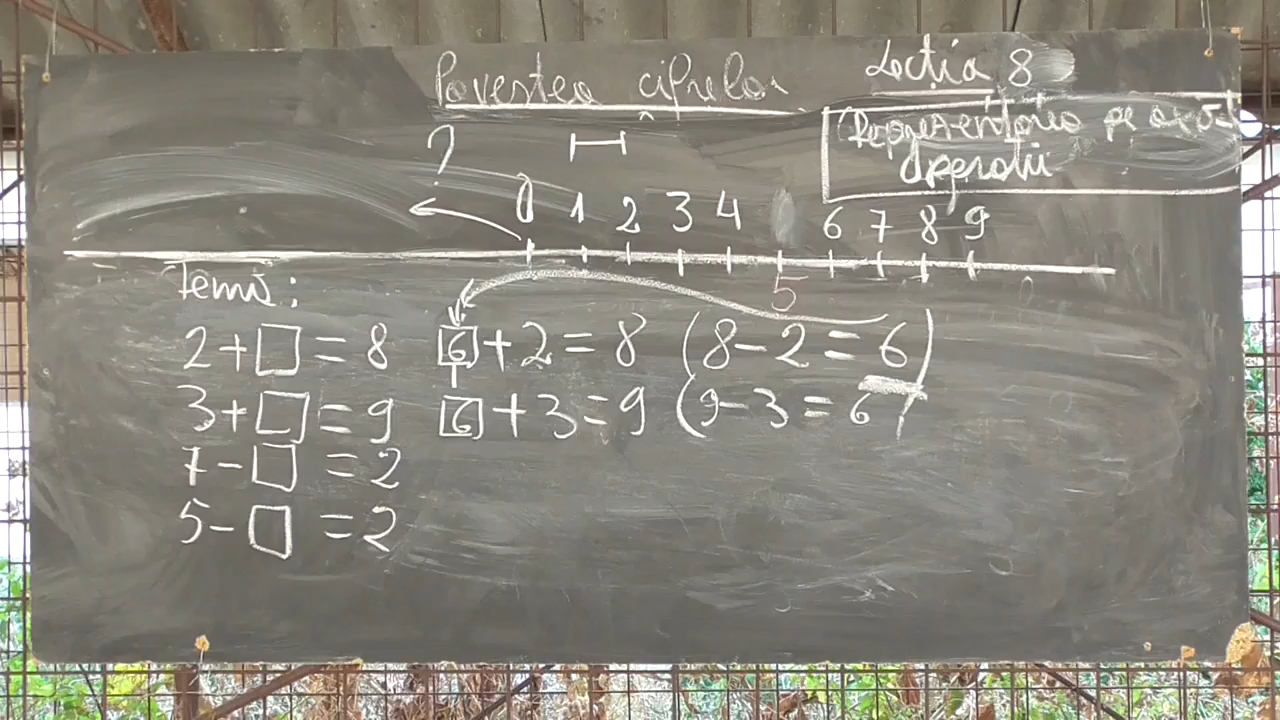 Povestea cifrelor
Lecția 8
Reprezentarea pe axă
Operații
?
0 1 2 3 4 6 7 8 9
5
Temă:
2+□=8 6+2=8 (8-2=6)
3+□=9 6+3=9 (9-3=6)
7-□=2
5-□=2